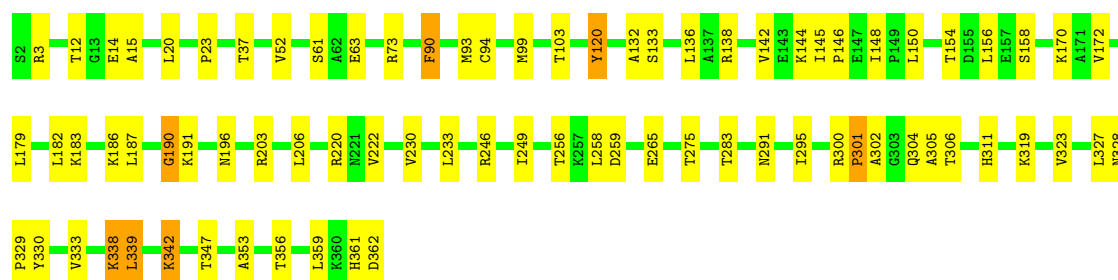 S2 R3 T12 G13 E14 A15 L20 P23 T37 V52 S61 A62 E63 R73 F90 M93 C94 M99 T103 Y120 A132 S133 L136 A137 R138 V142 E143 K144 I145 P146 E147 I148 P149 L150 T154 D155 L156 E157 S158 K170 A171 V172
L179 L182 K183 K186 L187 G190 K191 N196 R203 L206 R220 N221 V222 V230 L233 R246 I249 T256 K257 L258 D259 E265 T275 T283 N291 I295 R300 P301 A302 G303 Q304 A305 T306 H311 K319 V323 L327 N328
P329 Y330 V333 K338 L339 K342 T347 A353 T356 L359 K360 H361 D362